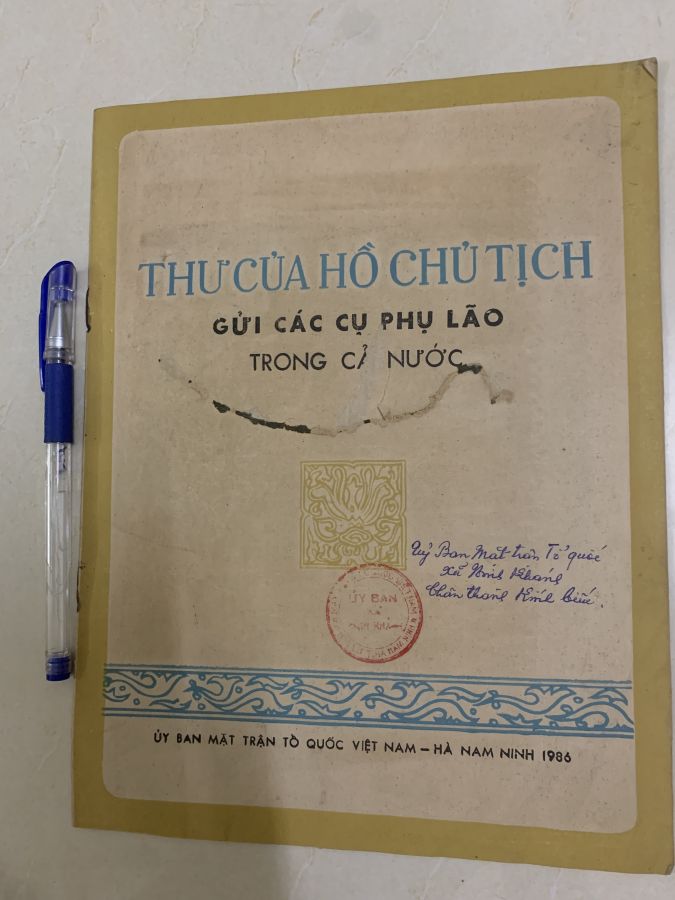 THƯ CỦA HỒ CHỦ TỊCH
GỬI CÁC CỤ PHỤ LÃO
TRONG CẢ NƯỚC
Uỷ Ban Mặt-trận Tổ quốc
xã Ninh Khang
Chân thành Kính biếu.
ỦY BAN
XÃ
ỦY BAN MẶT TRẬN TỔ QUỐC VIỆT NAM – HÀ NAM NINH 1986